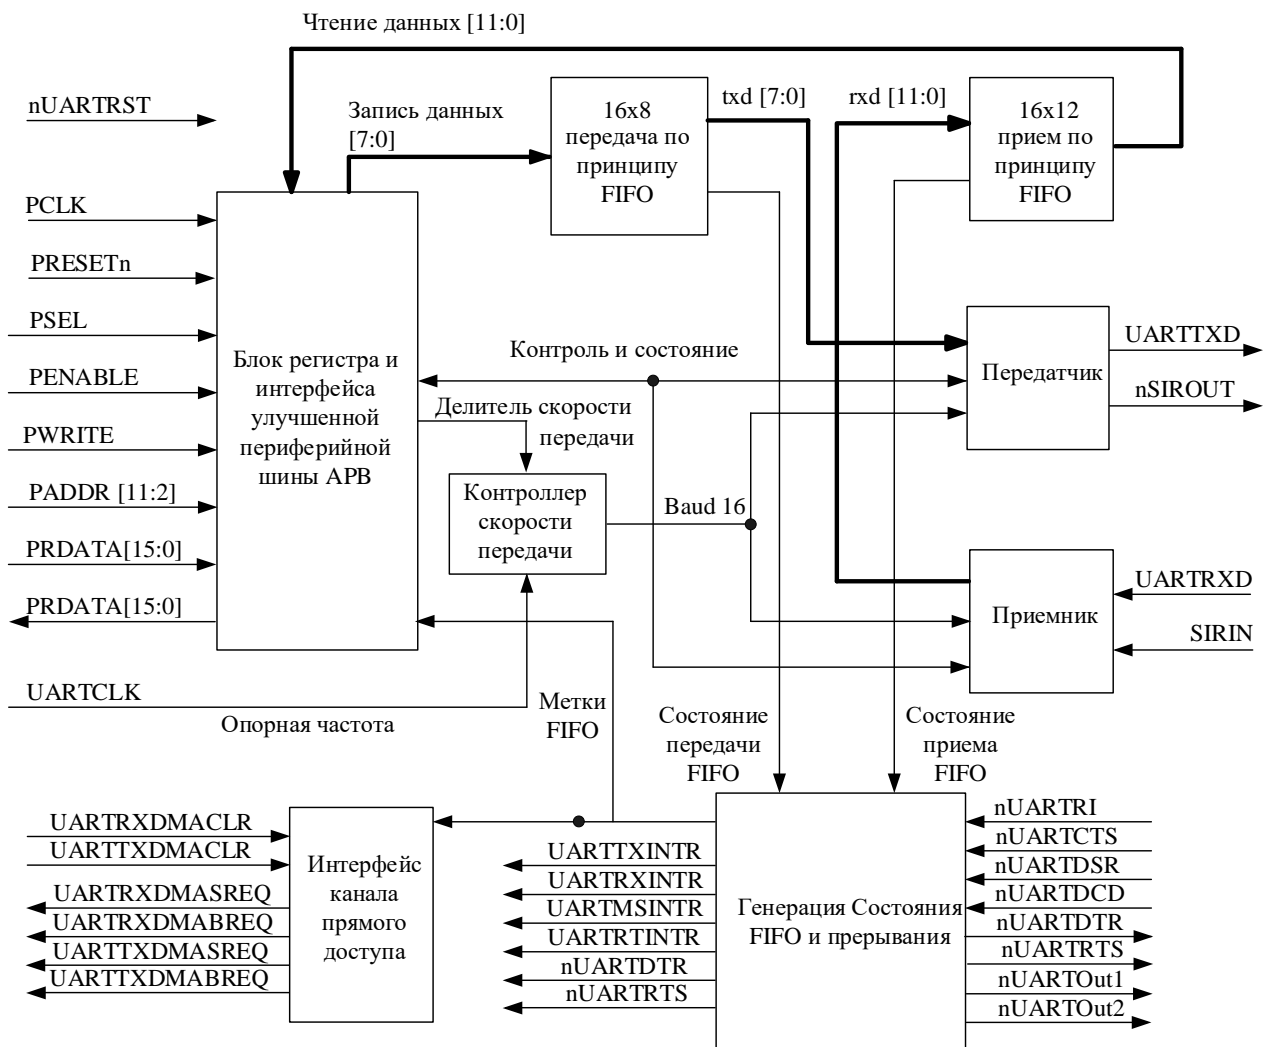 Чтение данных [11:0]
nUARTRST
Запись данных
[7:0]
16x8
передача по
принципу
FIFO
txd [7:0]
rxd [11:0]
16x12
прием по
принципу
FIFO
PCLK
PRESETn
PSEL
PENABLE
PWRITE
PADDR [11:2]
PRDATA[15:0]
PRDATA[15:0]
UARTCLK
Опорная частота
Блок регистра и
интерфейса
улучшенной
периферийной
шины APB
Контроль и состояние
Делитель скорости
передачи
Контроллер
скорости
передачи
Baud 16
Передатчик
UARTTXD
nSIROUT
Приемник
UARTRXD
SIRIN
Метки
FIFO
Состояние
передачи
FIFO
Состояние
приема
FIFO
UARTRXDMACLR
UARTTXDMACLR
UARTRXDMASREQ
UARTRXDMABREQ
UARTTXDMASREQ
UARTTXDMABREQ
Интерфейс
канала
прямого
доступа
UARTTXINTR
UARTRXINTR
UARTMSINTR
UARTRTINTR
nUARTDTR
nUARTRTS
Генерация Состояния
FIFO и прерывания
nUARTRI
nUARTCTS
nUARTDSR
nUARTDCD
nUARTDTR
nUARTRTS
nUARTOut1
nUARTOut2